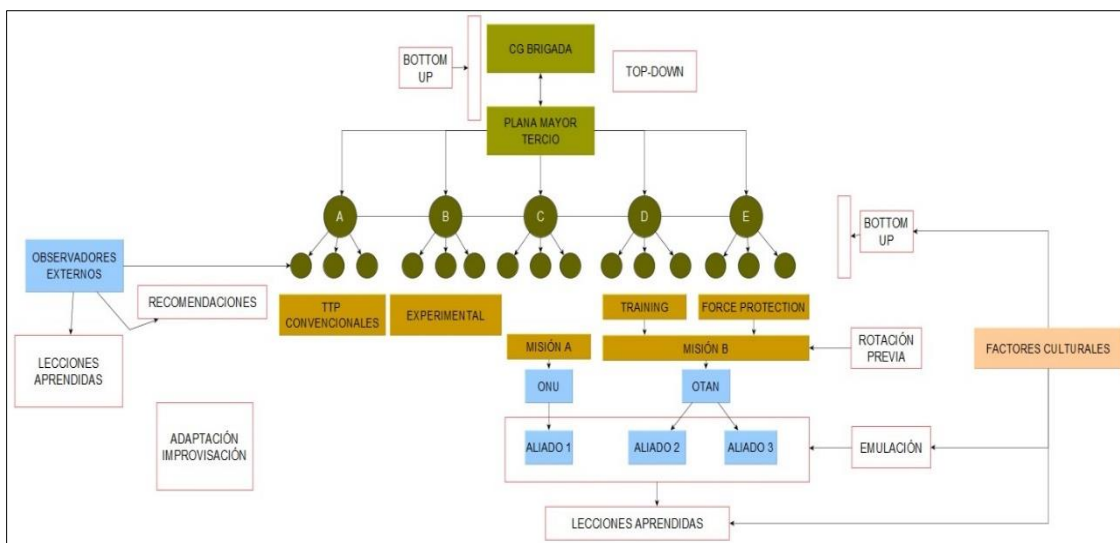 CG BRIGADA
BOTTOM
UP
TOP-DOWN
PLANA MAYOR
TERCIO
A
B
C
D
E
BOTTOM
UP
OBSERVADORES
EXTERNOS
RECOMENDACIONES
LECCIONES
APRENDIDAS
ADAPTACIÓN
IMPROVISACIÓN
TTP
CONVENCIONALES
EXPERIMENTAL
TRAINING
FORCE PROTECTION
MISIÓN A
MISIÓN B
ROTACIÓN
PREVIA
FACTORES CULTURALES
ONU
OTAN
ALIADO 1
ALIADO 2
ALIADO 3
EMULACIÓN
LECCIONES APRENDIDAS